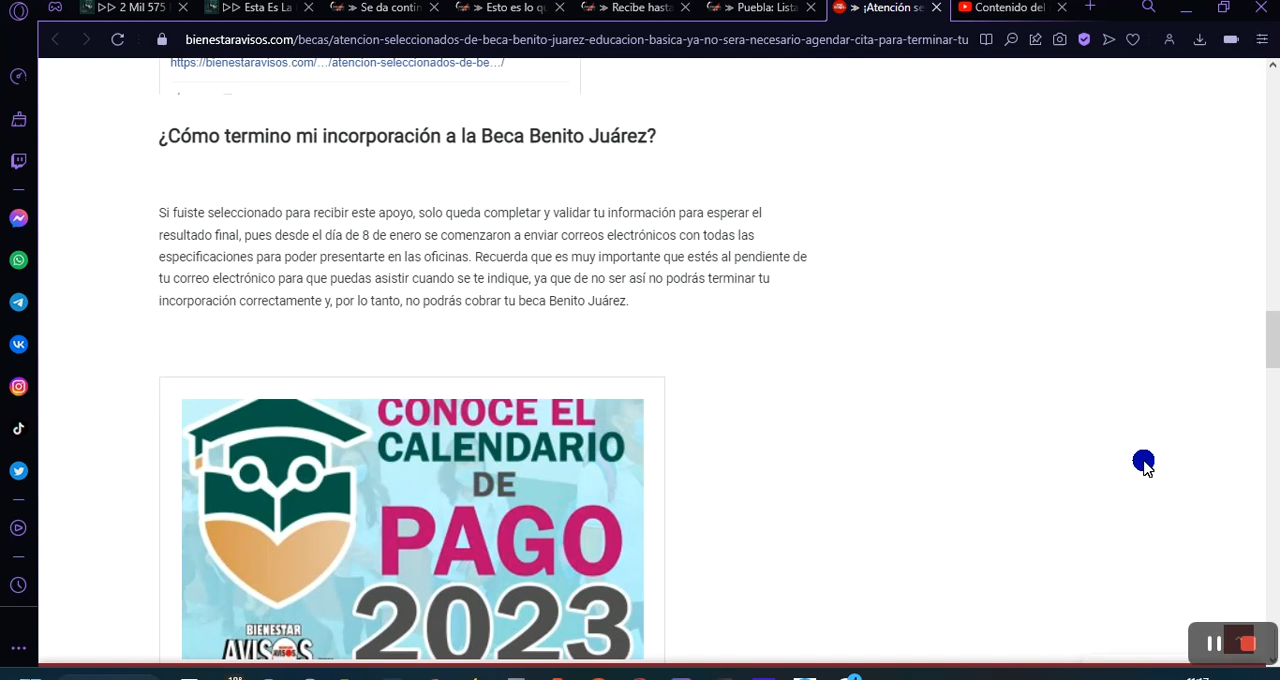 >> 2 Mil 575
>> Esta Es La
» Se da contin
» Esto es lo qu
» Recibe hasta
» Puebla: Lista
» ¡Atención se
Contenido del
bienestaravisos.com/becas/atencion-seleccionados-de-beca-benito-juarez-educacion-basica-ya-no-sera-necesario-agendar-cita-para-terminar-tu
https://bienestaravisos.com/…/atencion-seleccionados-de-be…/
¿Cómo termino mi incorporación a la Beca Benito Juárez?
Si fuiste seleccionado para recibir este apoyo, solo queda completar y validar tu información para esperar el
resultado final, pues desde el día de 8 de enero se comenzaron a enviar correos electrónicos con todas las
especificaciones para poder presentarte en las oficinas. Recuerda que es muy importante que estés al pendiente de
tu correo electrónico para que puedas asistir cuando se te indique, ya que de no ser así no podrás terminar tu
incorporación correctamente y, por lo tanto, no podrás cobrar tu beca Benito Juárez.
CONOCE EL
CALENDARIO
DE
PAGO
2023
BIENESTAR
AVISOS